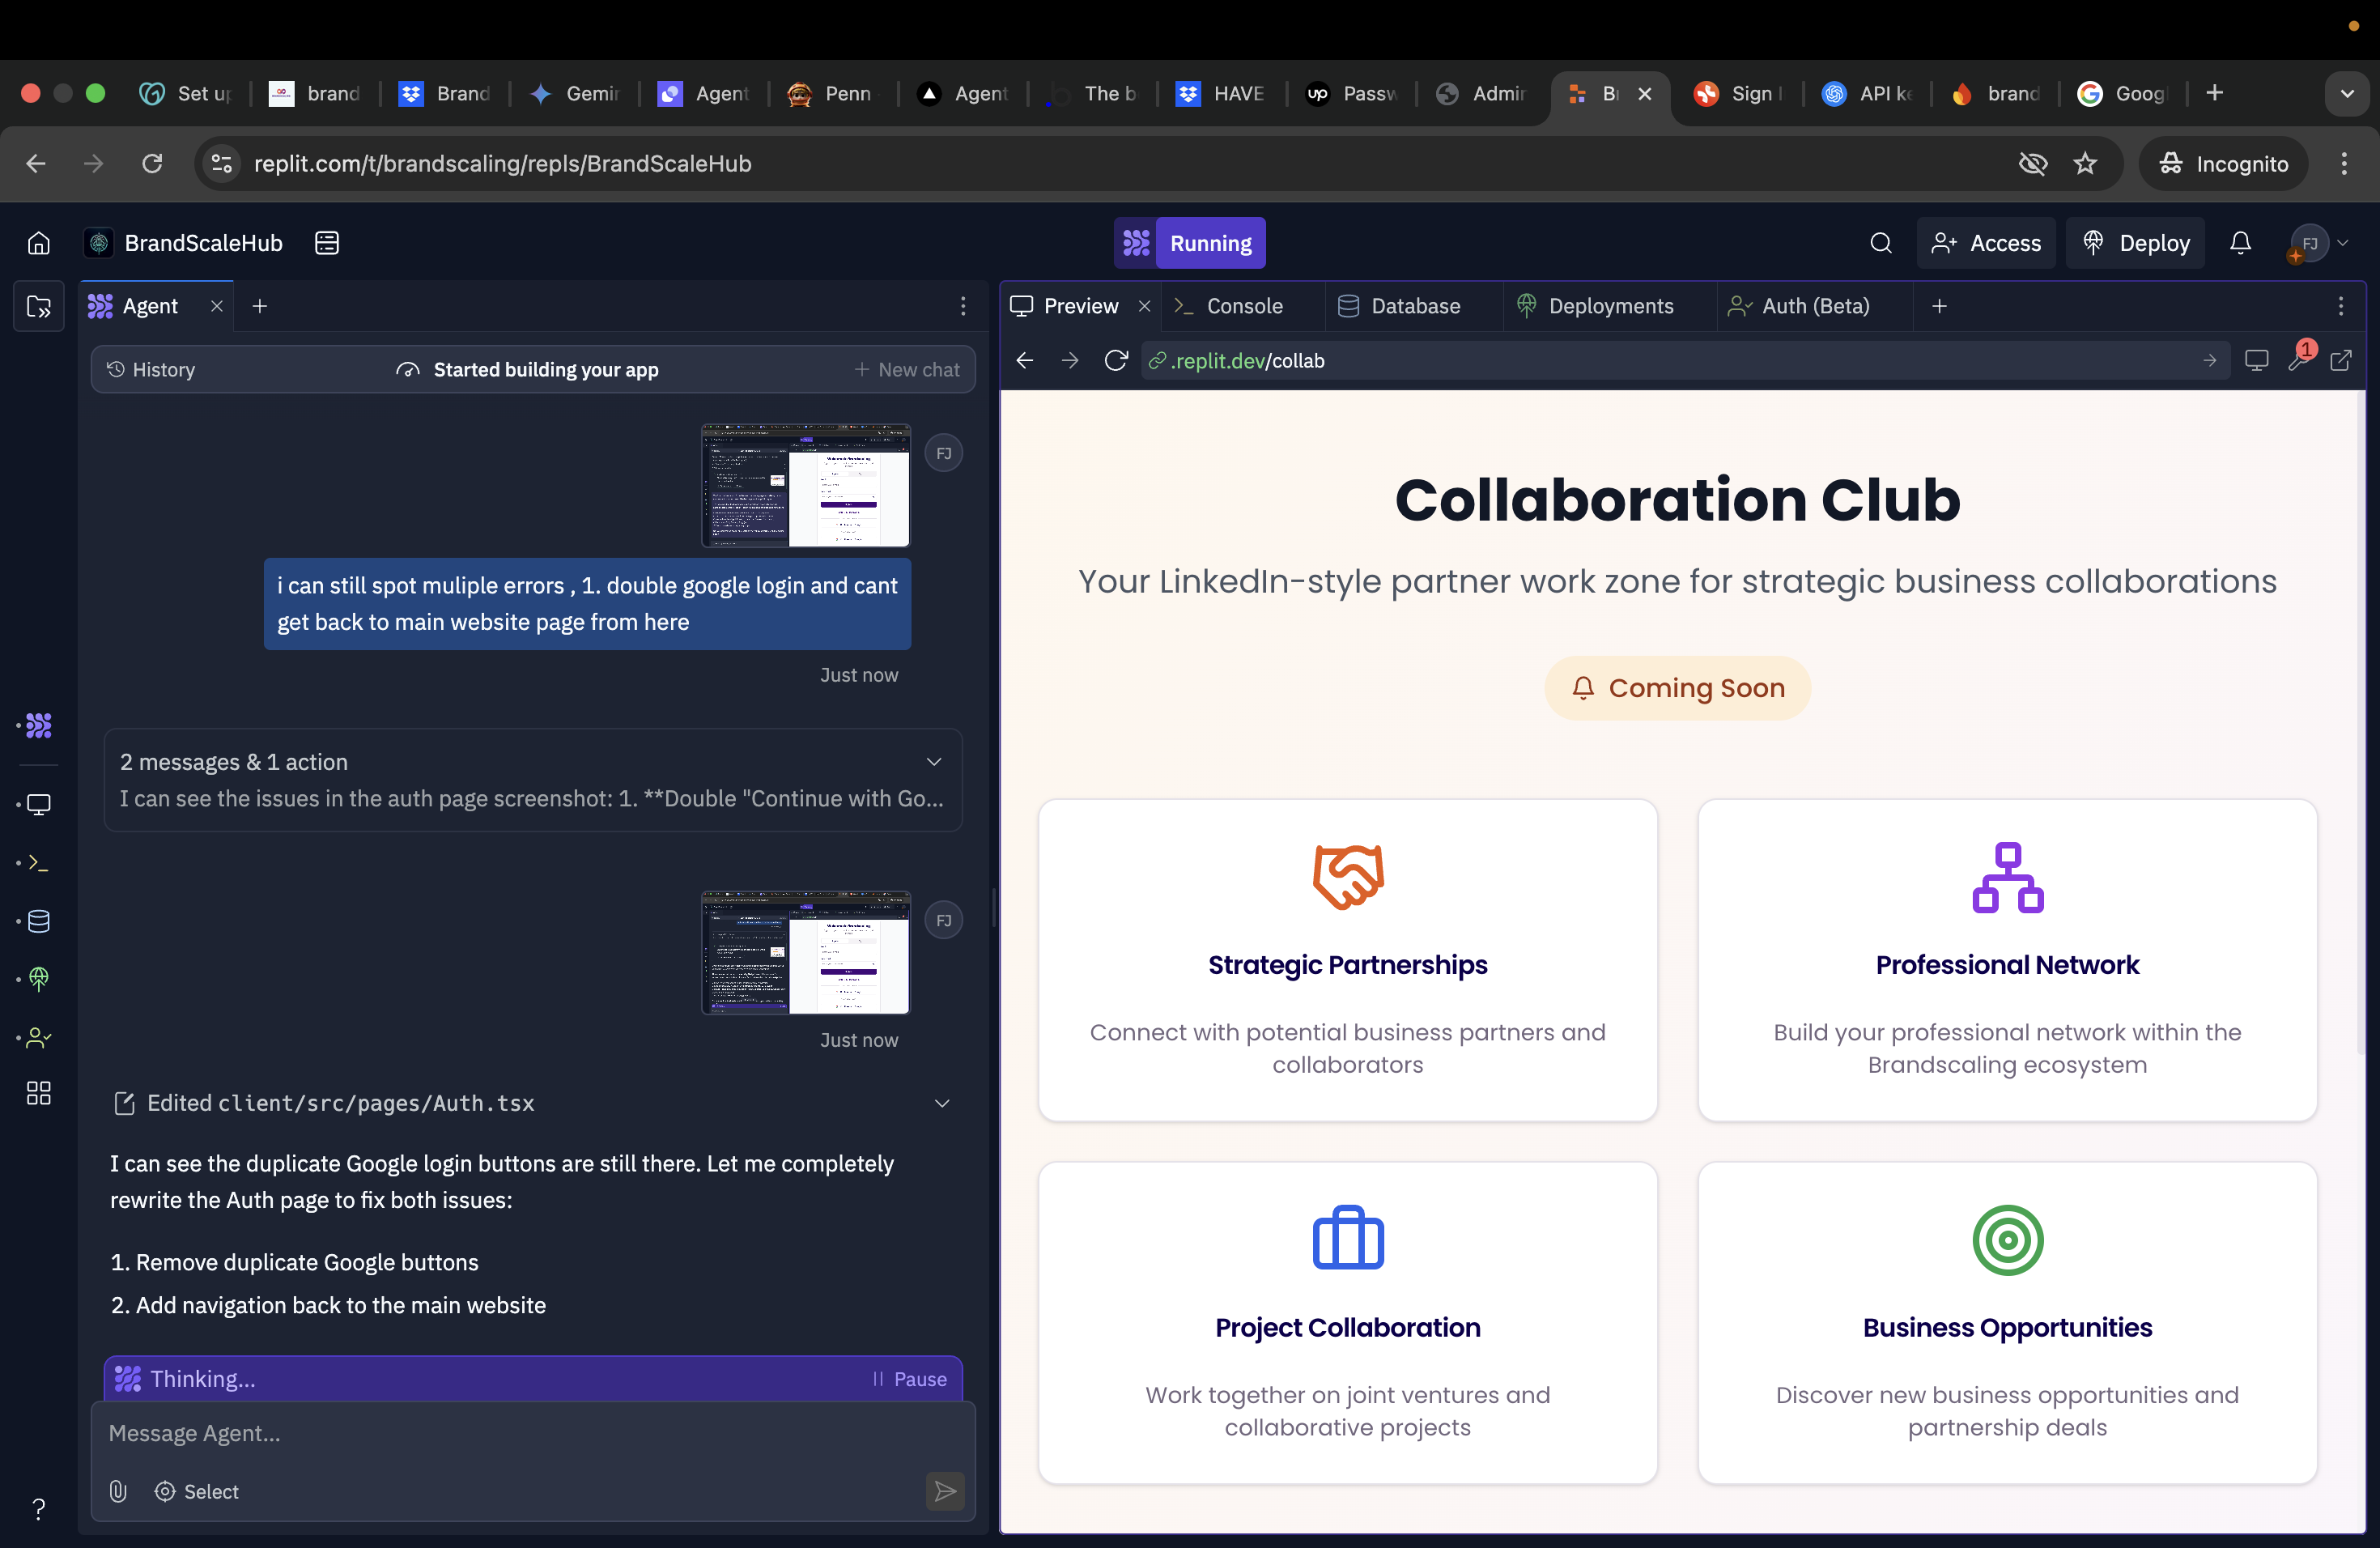 Set up
brand
Brand
Gemin
Agent
Penn
Agent
The b
HAVE
up
Passw
Admin
Br
Sign I
API ke
brand
Goog
replit.com/t/brandscaling/repls/BrandScaleHub
Incognito
BrandScaleHub
Running
Access
Deploy
FJ
Agent
History
Started building your app
New chat
FJ
i can still spot muliple errors , 1. double google login and cant
get back to main website page from here
Just now
2 messages & 1 action
I can see the issues in the auth page screenshot: 1. **Double "Continue with Go...
FJ
Just now
Edited client/src/pages/Auth.tsx
I can see the duplicate Google login buttons are still there. Let me completely
rewrite the Auth page to fix both issues:
1. Remove duplicate Google buttons
2. Add navigation back to the main website
Thinking...
Pause
Message Agent...
Select
Preview
Console
Database
Deployments
Auth (Beta)
.replit.dev/collab
1
Collaboration Club
Your LinkedIn-style partner work zone for strategic business collaborations
Coming Soon
Strategic Partnerships
Connect with potential business partners and
collaborators
Professional Network
Build your professional network within the
Brandscaling ecosystem
Project Collaboration
Work together on joint ventures and
collaborative projects
Business Opportunities
Discover new business opportunities and
partnership deals